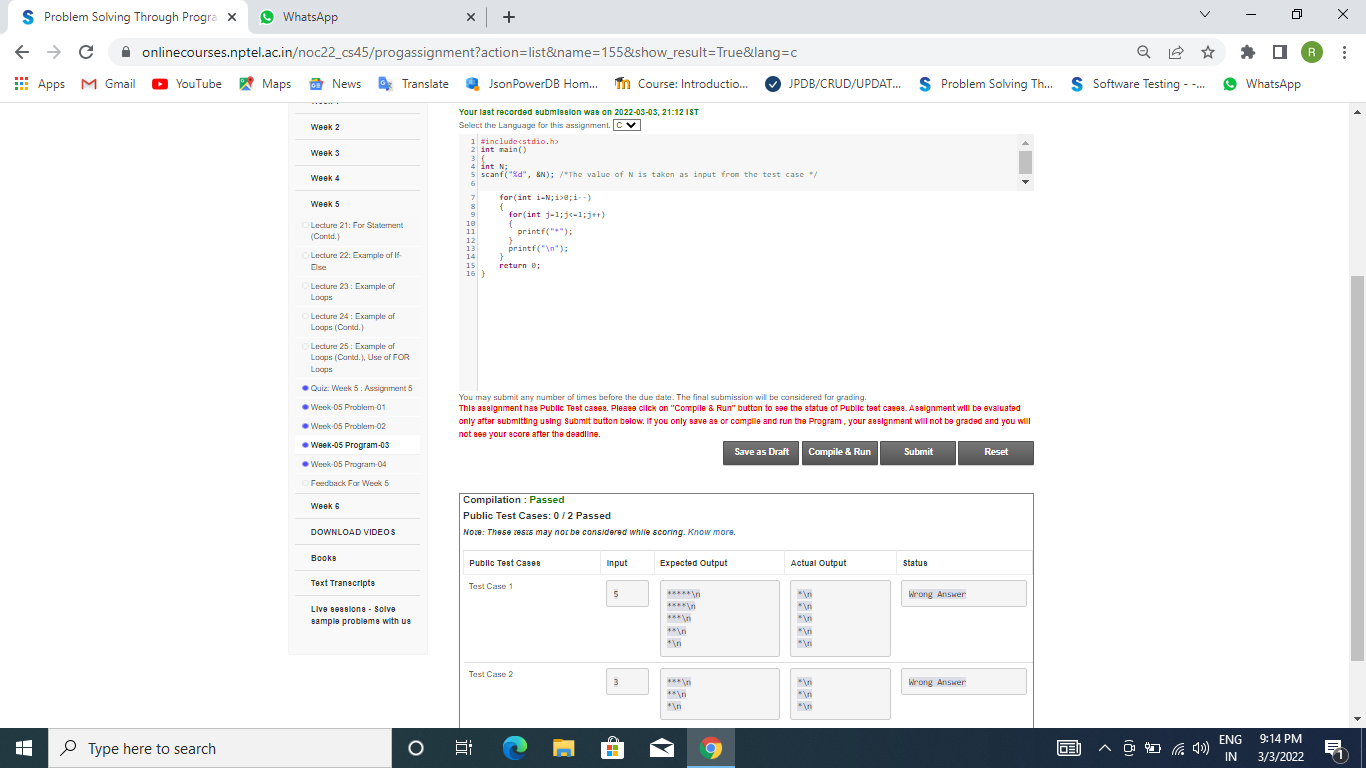 Problem Solving Through Progra
WhatsApp
onlinecourses.nptel.ac.in/noc22_cs45/progassignment?action=list&name=155&show_result=True&lang=c
R
Apps
Gmail
YouTube
Maps
News
Translate
JsonPowerDB Hom...
Course: Introductio...
JPDB/CRUD/UPDAT...
Problem Solving Th...
Software Testing - -...
WhatsApp
Week 2
Week 3
Week 4
Week 5
Lecture 21: For Statement
(Contd.)
Lecture 22: Example of If-
Else
Lecture 23 : Example of
Loops
Lecture 24 : Example of
Loops (Contd.)
Lecture 25 : Example of
Loops (Contd.), Use of FOR
Loops
Quiz: Week 5 : Assignment 5
Week-05 Problem-01
Week-05 Problem-02
Week-05 Program-03
Week-05 Program-04
Feedback For Week 5
Week 6
DOWNLOAD VIDEOS
Books
Text Transcripts
Live sessions - Solve
sample problems with us
Your last recorded submission was on 2022-03-03, 21:12 IST
Select the Language for this assignment. C
1 #include<stdio.h>
2 int main()
3 {
4 int N;
5 scanf("%d", &N); /*The value of N is taken as input from the test case */
6
7 for(int i=N;i>0;i--)
8 {
9 for(int j=1;j<=1;j++)
10 {
11 printf("*");
12 }
13 printf("\n");
14 }
15 return 0;
16 }
You may submit any number of times before the due date. The final submission will be considered for grading.
This assignment has Public Test cases. Please click on "Compile & Run" button to see the status of Public test cases. Assignment will be evaluated
only after submitting using Submit button below. If you only save as or compile and run the Program , your assignment will not be graded and you will
not see your score after the deadline.
Save as Draft
Compile & Run
Submit
Reset
Compilation : Passed
Public Test Cases: 0 / 2 Passed
Note: These tests may not be considered while scoring. Know more.
Public Test Cases Input Expected Output Actual Output Status
Test Case 1
5
*****\n
****\n
***\n
**\n
*\n
*\n
*\n
*\n
*\n
*\n
Wrong Answer
Test Case 2
3
***\n
**\n
*\n
*\n
*\n
*\n
Wrong Answer
Type here to search
ENG
IN
9:14 PM
3/3/2022
1